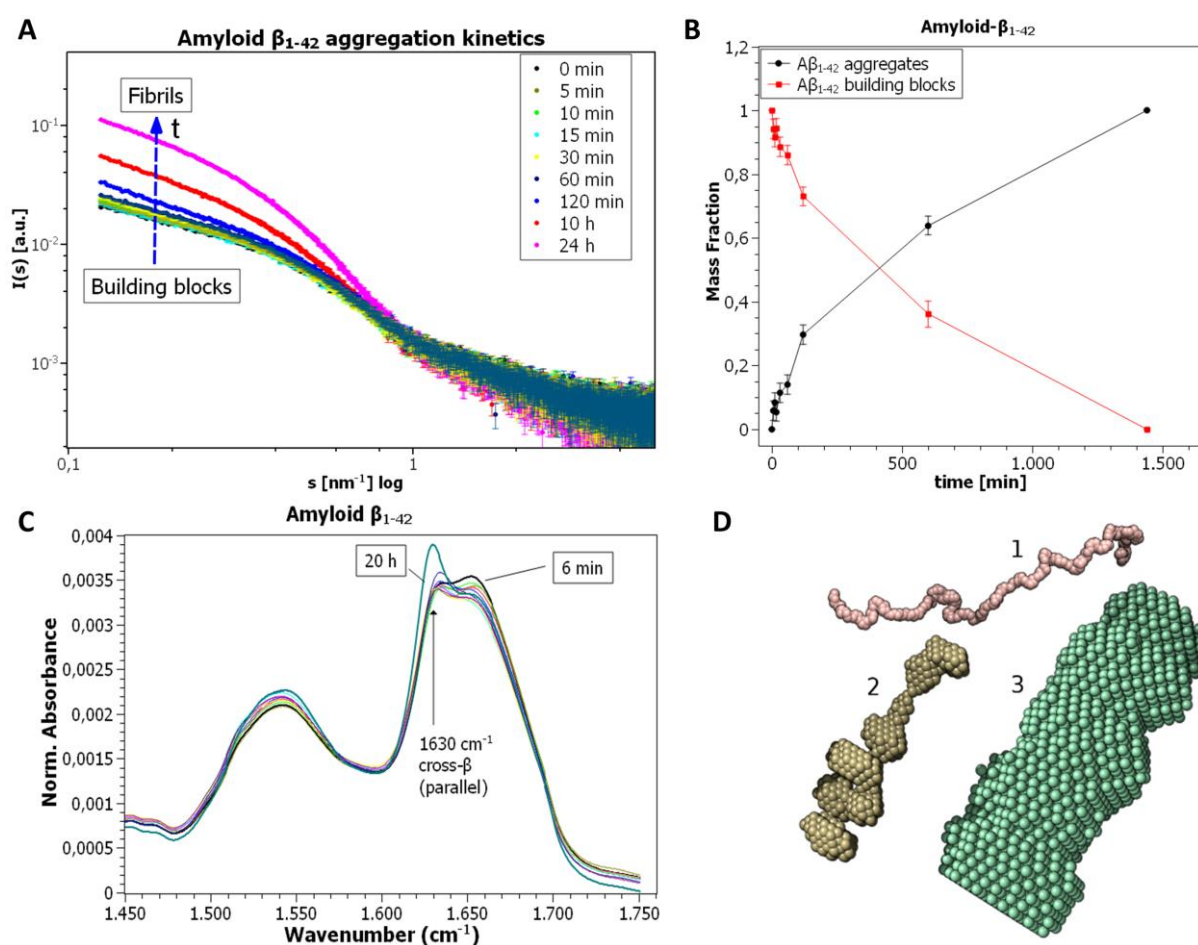 A
Amyloid β1-42 aggregation kinetics
I(s) [a.u.]
10-1
10-2
10-3
Fibrils
t
Building blocks
0 min
5 min
10 min
15 min
30 min
60 min
120 min
10 h
24 h
0,1
1
s [nm-1] log
B
Amyloid-β1-42
Aβ1-42 aggregates
Aβ1-42 building blocks
Mass Fraction
1,2
1
0,8
0,6
0,4
0,2
0
0
500
1.000
1.500
time [min]
C
Amyloid β1-42
Norm. Absorbance
0,004
0,0035
0,003
0,0025
0,002
0,0015
0,001
0,0005
0
20 h
6 min
1630 cm-1
cross-β
(parallel)
1.450
1.500
1.550
1.600
1.650
1.700
1.750
Wavenumber (cm-1)
D
1
2
3